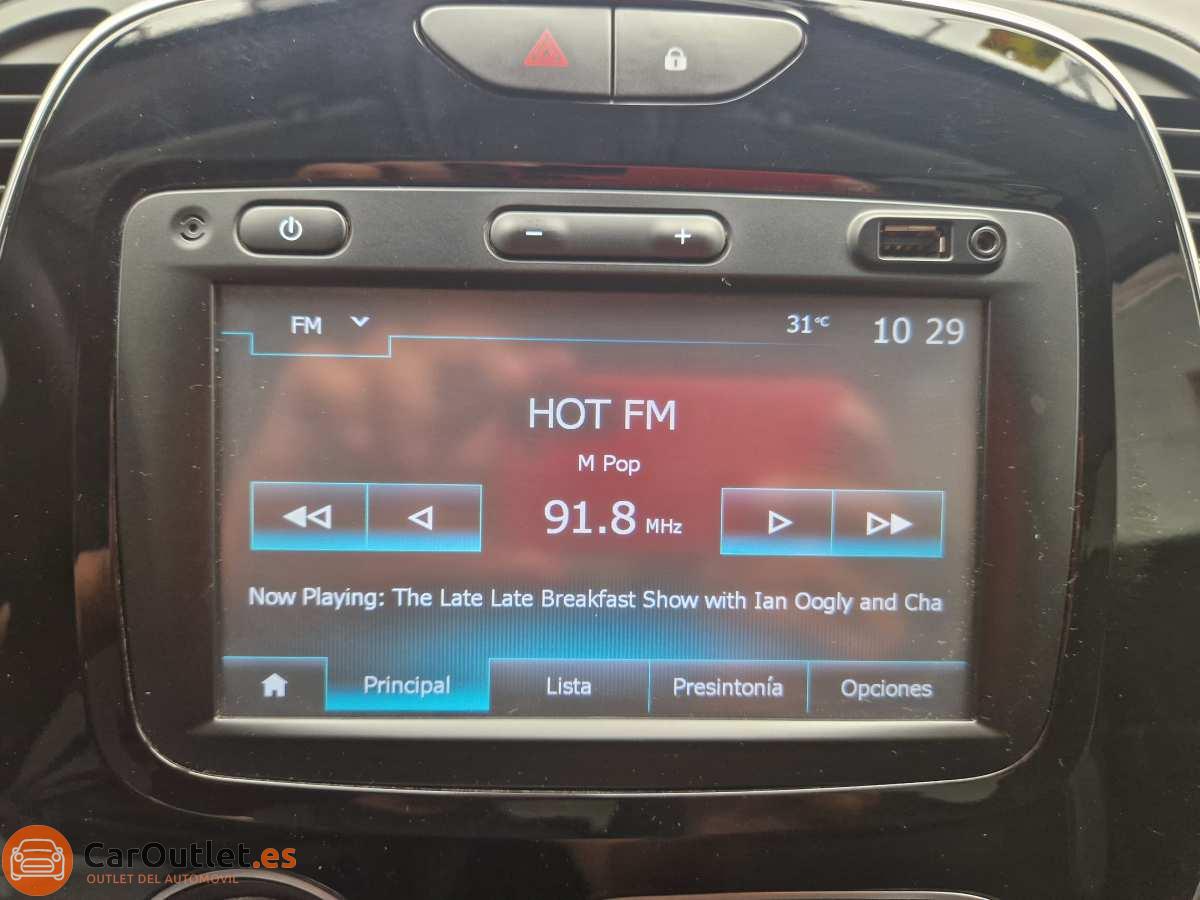 FM
31°C 10 29
HOT FM
M Pop
91.8 MHz
Now Playing: The Late Late Breakfast Show with Ian Oogly and Cha
Principal Lista Presintonía Opciones
CarOutlet.es
OUTLET DEL AUTOMOVIL